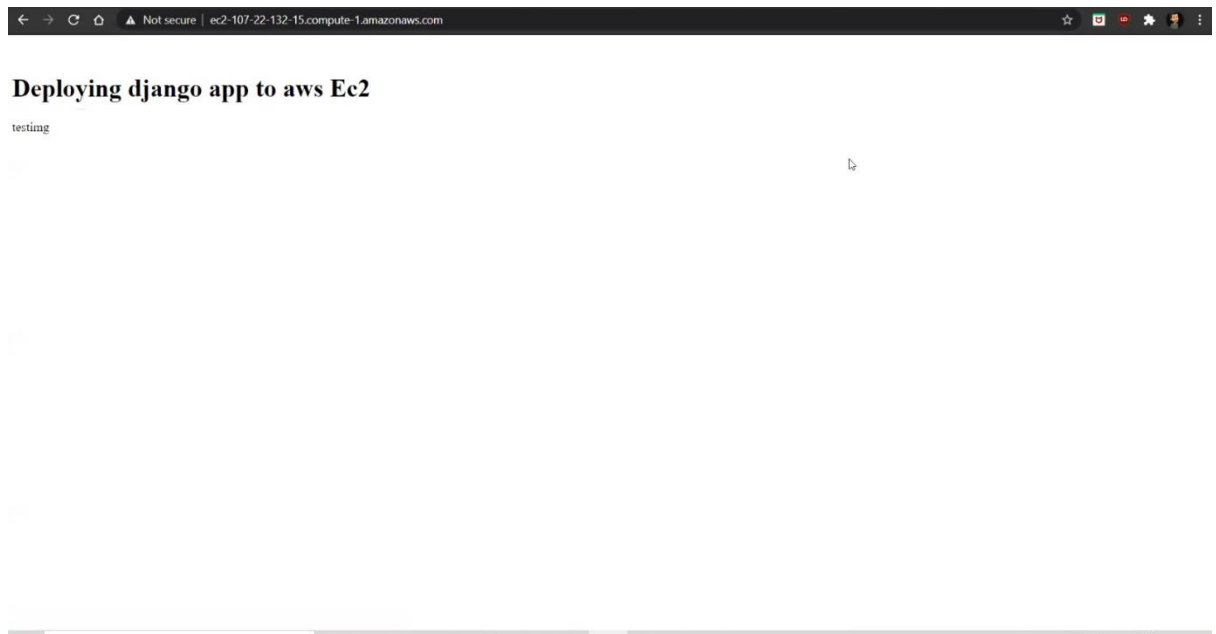 Not secure | ec2-107-22-132-15.compute-1.amazonaws.com
Deploying django app to aws Ec2
testimg